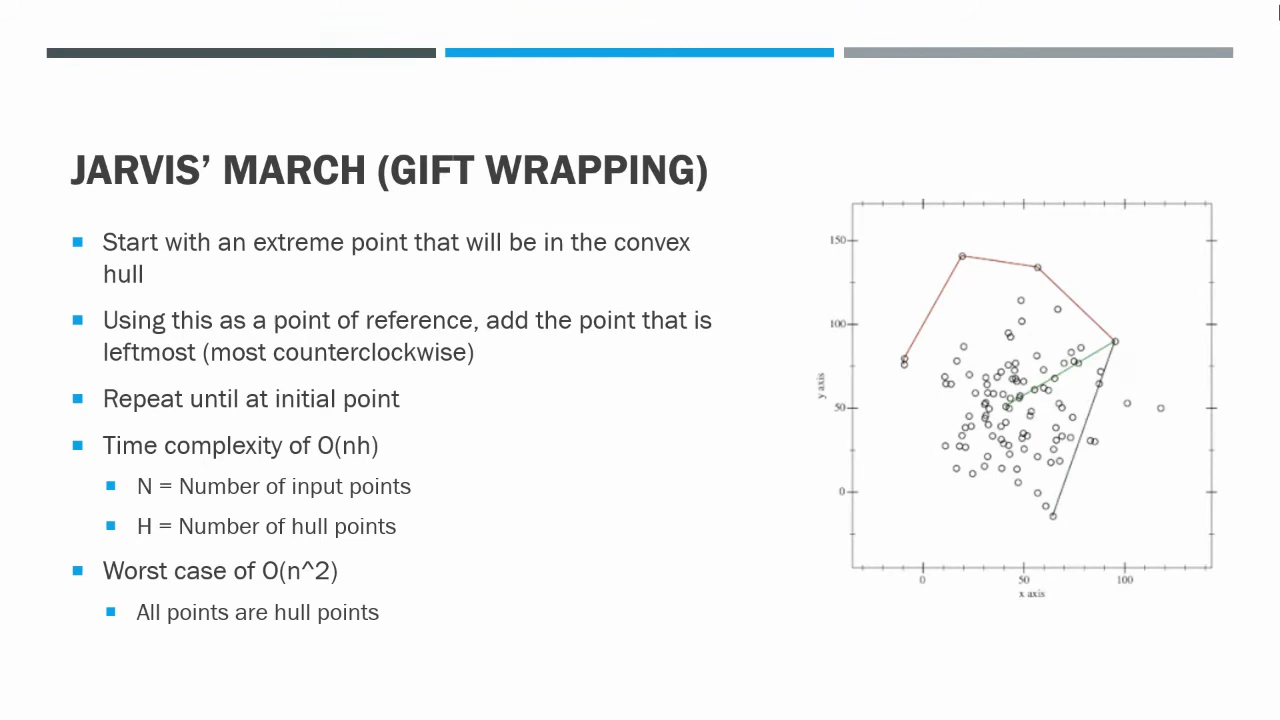 JARVIS’ MARCH (GIFT WRAPPING)
Start with an extreme point that will be in the convex
hull
Using this as a point of reference, add the point that is
leftmost (most counterclockwise)
Repeat until at initial point
Time complexity of O(nh)
N = Number of input points
H = Number of hull points
Worst case of O(n^2)
All points are hull points
150
100
50
0
y axis
0 50 100
x axis